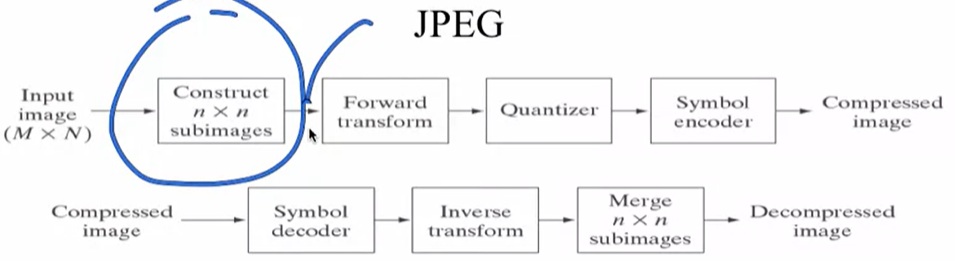 JPEG
Input
image
(M × N)
Construct
n × n
subimages
Forward
transform
Quantizer
Symbol
encoder
Compressed
image
Compressed
image
Symbol
decoder
Inverse
transform
Merge
n × n
subimages
Decompressed
image